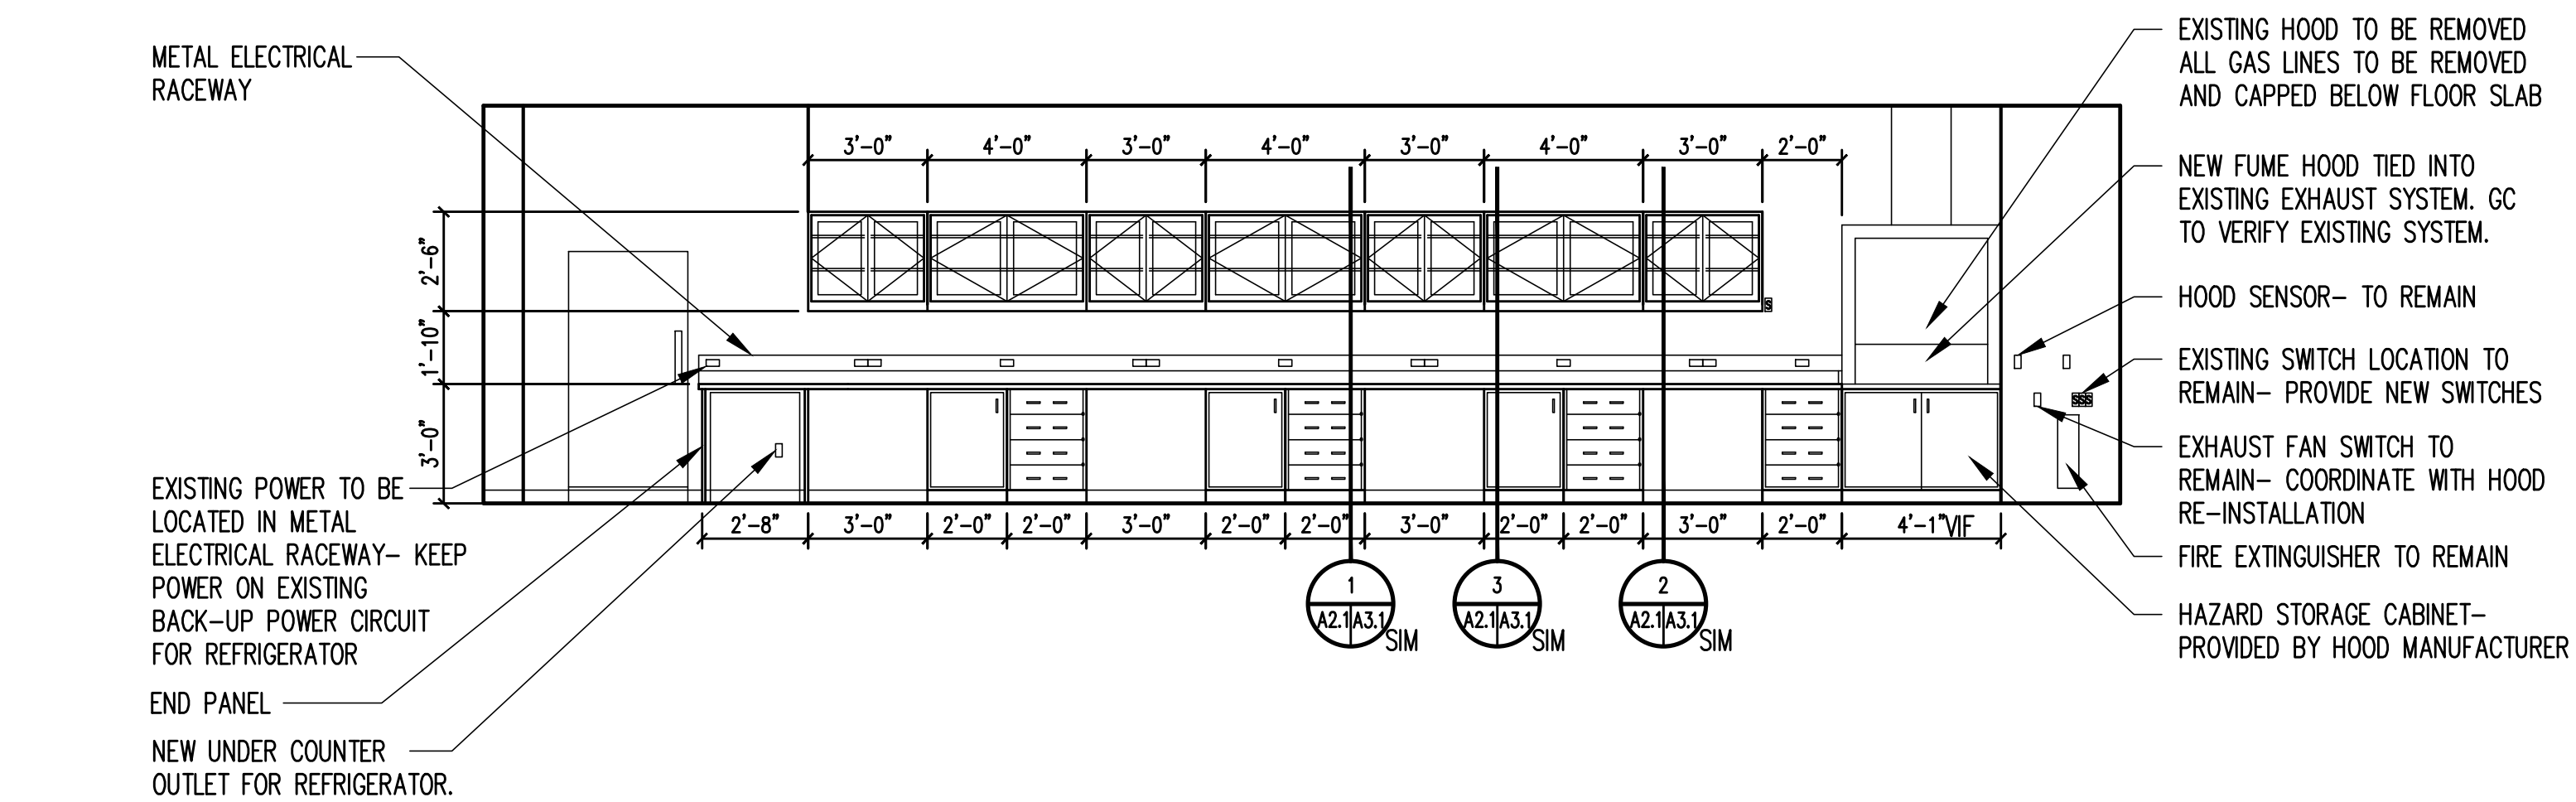 METAL ELECTRICAL
RACEWAY
EXISTING HOOD TO BE REMOVED
ALL GAS LINES TO BE REMOVED
AND CAPPED BELOW FLOOR SLAB
3'-0" 4'-0" 3'-0" 4'-0" 3'-0" 4'-0" 3'-0" 2'-0"
NEW FUME HOOD TIED INTO
EXISTING EXHAUST SYSTEM. GC
TO VERIFY EXISTING SYSTEM.
2'-6"
S
HOOD SENSOR- TO REMAIN
1'-10"
EXISTING SWITCH LOCATION TO
REMAIN- PROVIDE NEW SWITCHES
SSS
3'-0"
EXHAUST FAN SWITCH TO
REMAIN- COORDINATE WITH HOOD
RE-INSTALLATION
EXISTING POWER TO BE
LOCATED IN METAL
ELECTRICAL RACEWAY- KEEP
POWER ON EXISTING
BACK-UP POWER CIRCUIT
FOR REFRIGERATOR
2'-8" 3'-0" 2'-0" 2'-0" 3'-0" 2'-0" 2'-0" 3'-0" 2'-0" 2'-0" 3'-0" 2'-0" 4'-1"VIF
FIRE EXTINGUISHER TO REMAIN
1
A2.1 A3.1
SIM
3
A2.1 A3.1
SIM
2
A2.1 A3.1
SIM
HAZARD STORAGE CABINET-
PROVIDED BY HOOD MANUFACTURER
END PANEL
NEW UNDER COUNTER
OUTLET FOR REFRIGERATOR.